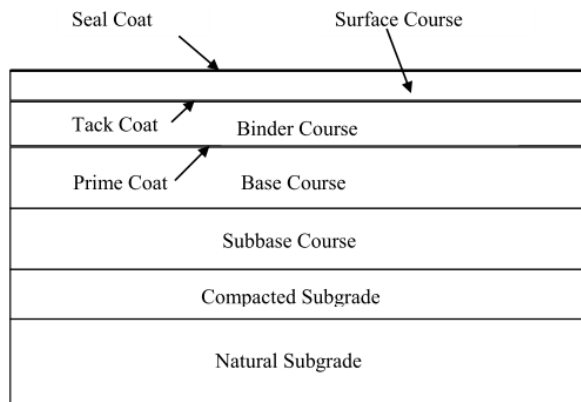 Seal Coat
Surface Course
Tack Coat
Binder Course
Prime Coat
Base Course
Subbase Course
Compacted Subgrade
Natural Subgrade